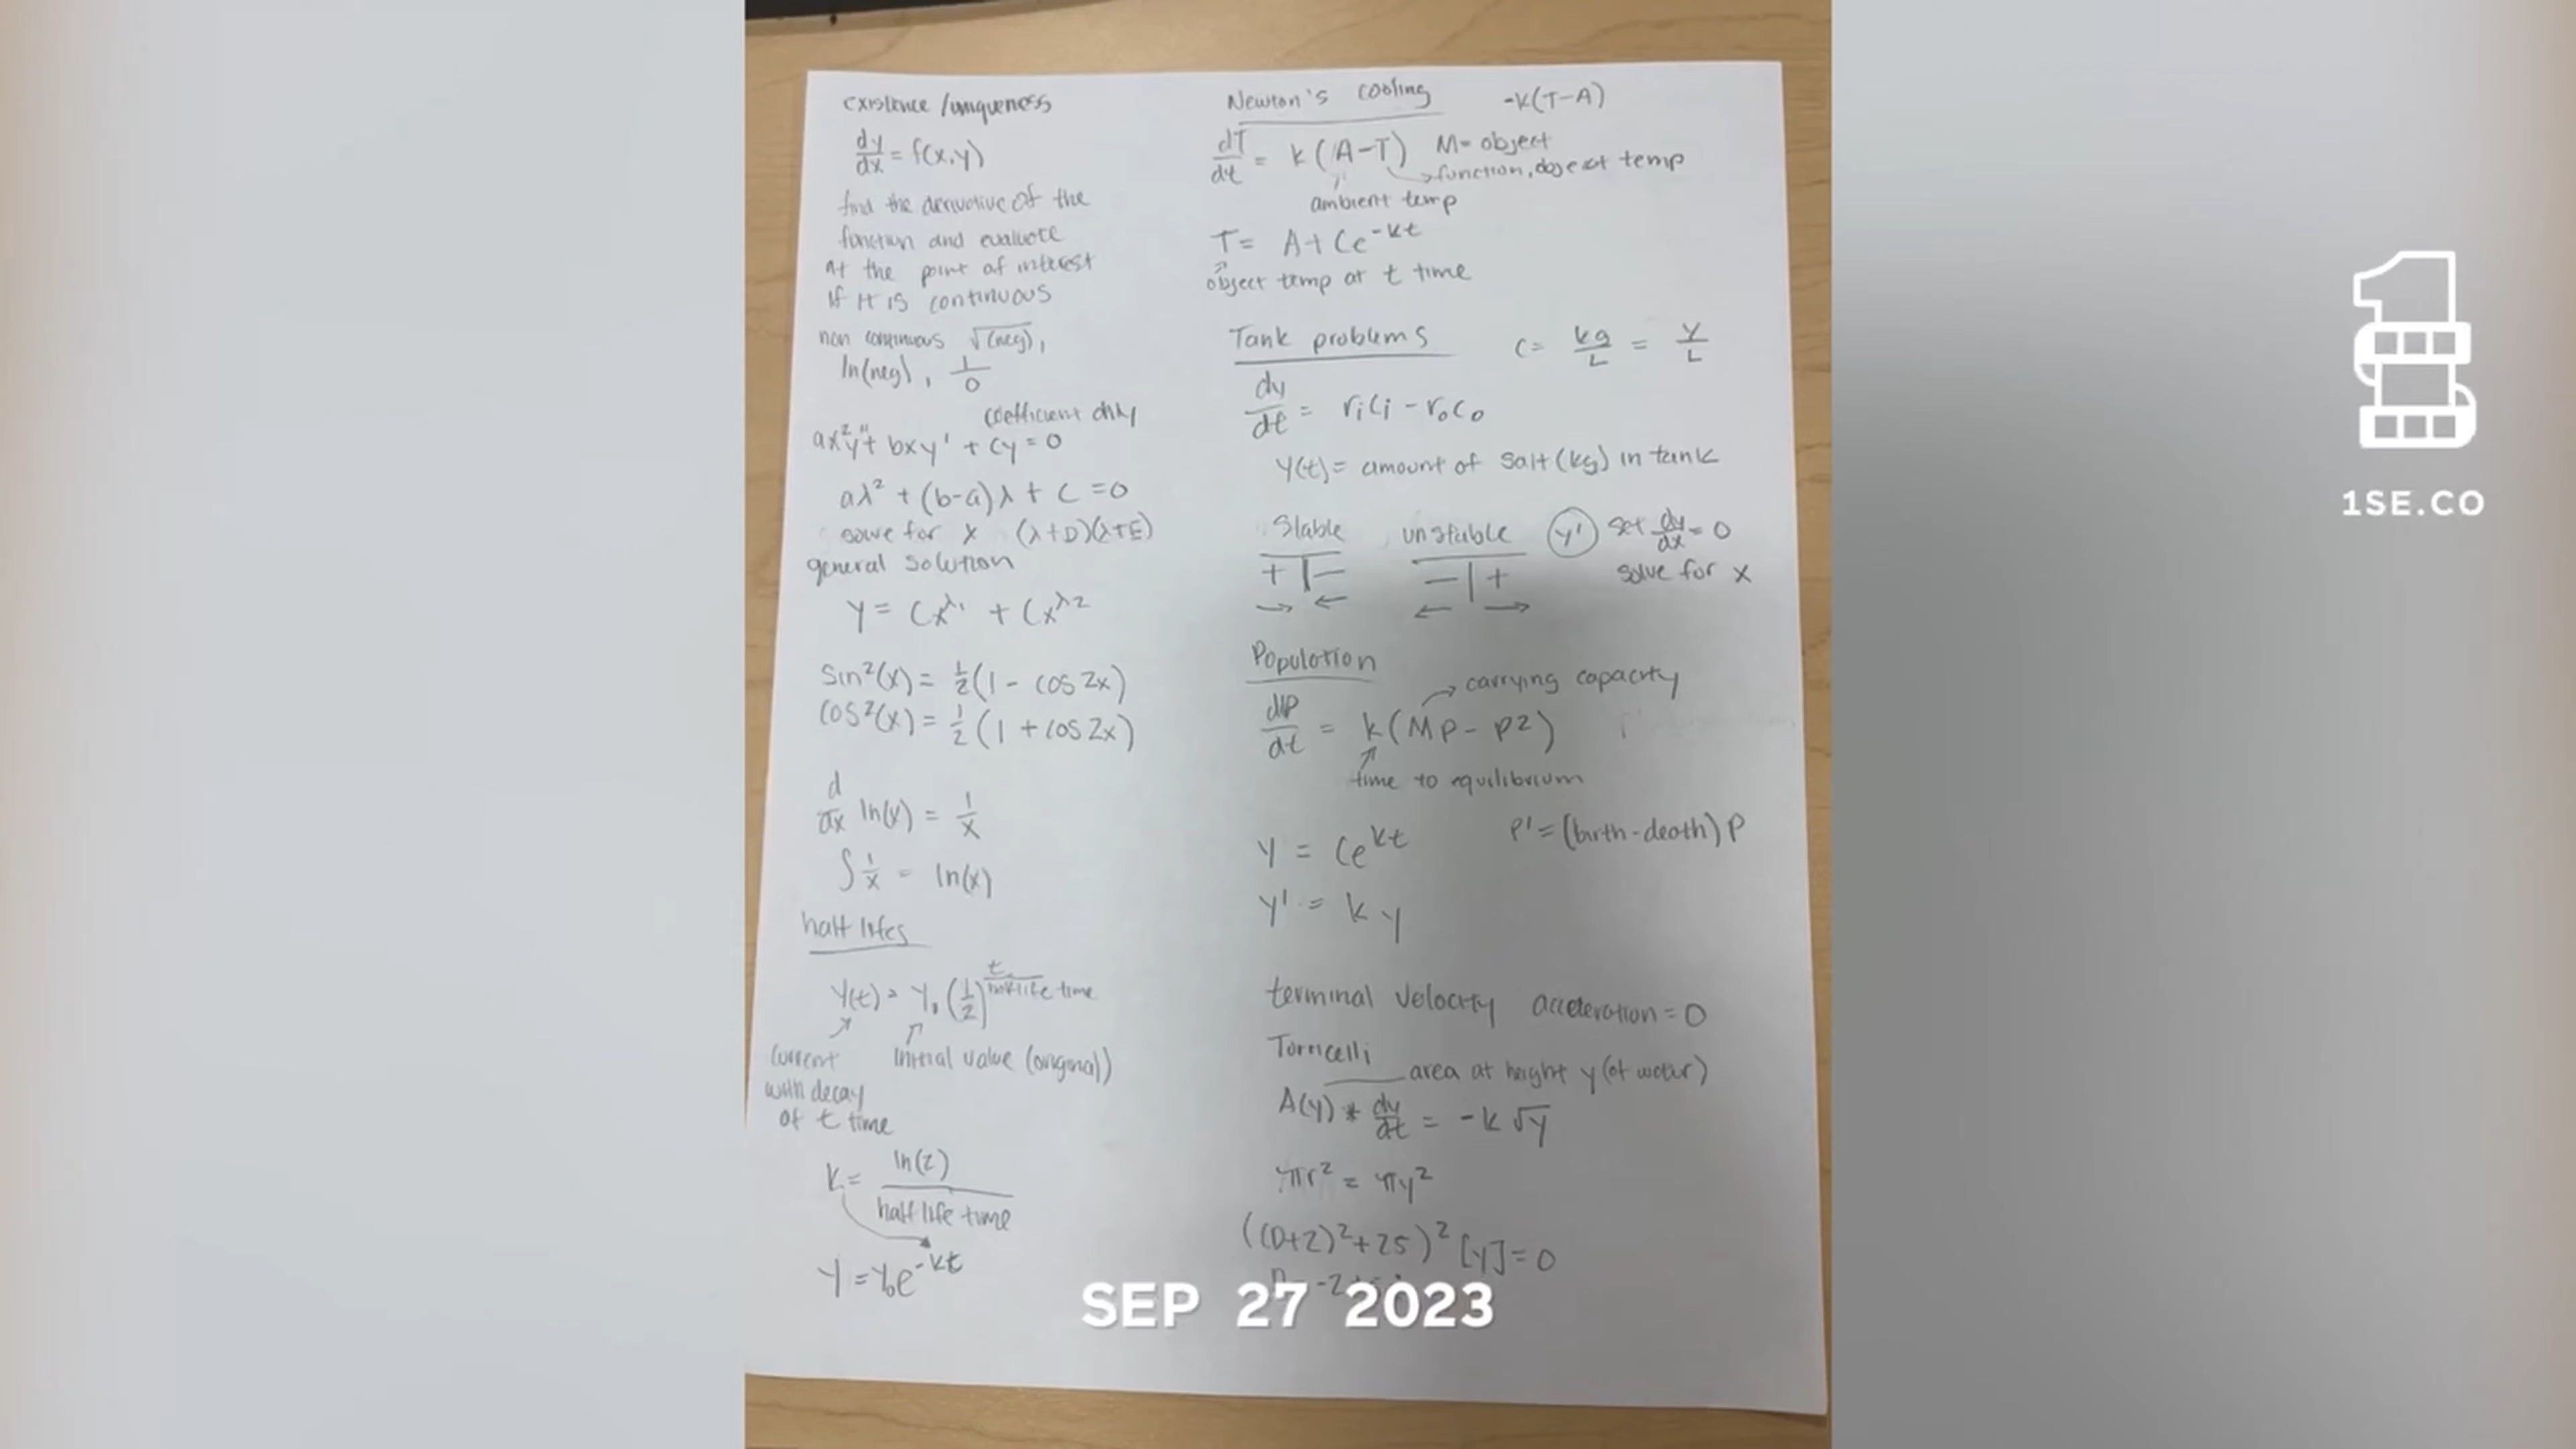 existence/uniqueness
dy/dx = f(x,y)
find the derivative of the
function and evaluate
at the point of interest
if it is continuous
non continuous √(neg),
ln(neg), 1/0
coefficient only
ax²y" + bxy' + cy = 0
aλ² + (b-a)λ + C = 0
solve for λ (λ+D)(λ+E)
general solution
y = Cx^λ1 + Cx^λ2
sin²(x) = 1/2(1 - cos2x)
cos²(x) = 1/2(1 + cos2x)
d/dx ln(x) = 1/x
∫ 1/x = ln(x)
half lifes
y(t) = y₀(1/2)^(t/half life time)
current
with decay
at t time
initial value (original)
k = ln(2)/half life time
y = y₀e^-kt
Newton's cooling -k(T-A)
dT/dt = k(A-T) M= object
function, object temp
ambient temp
T= A + Ce^-kt
object temp at t time
Tank problems C= kg/L = y/L
dy/dt = riCi - roCo
y(t)= amount of salt (kg) in tank
Stable unstable y' set dy/dx = 0
+ | - - | + solve for x
→ ← ← →
Population
carrying capacity
dP/dt = k(Mp - p2)
time to equilibrium
y = Ce^kt P' = (birth-death)P
y' = ky
terminal velocity acceleration = 0
Torricelli
area at height y (of water)
A(y) * dy/dt = -k√y
πr² = πy²
((D+2)²+25)² [y] = 0
SEP 27 2023
1SE.CO